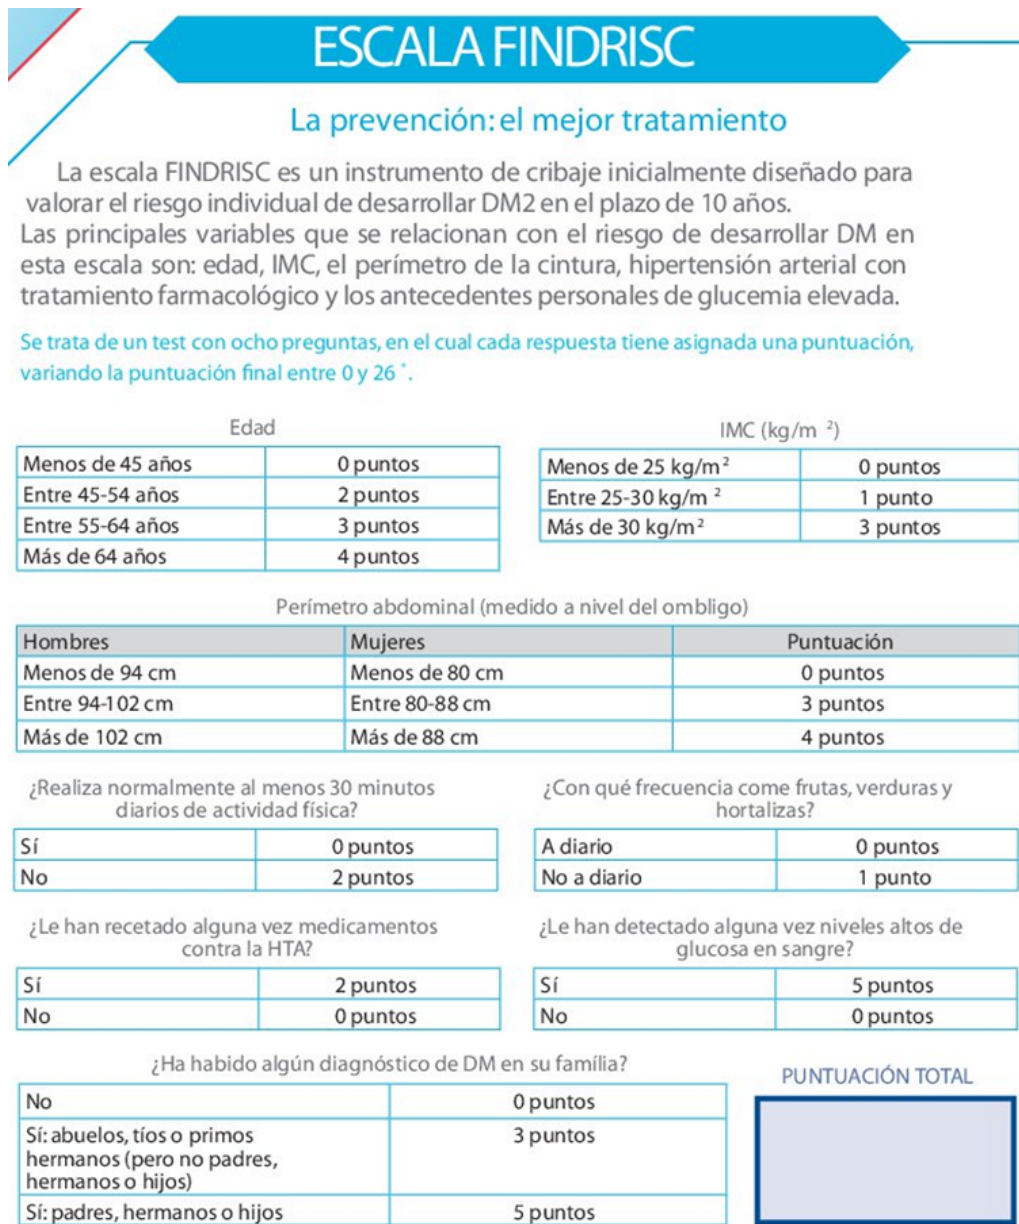 ESCALA FINDRISC
La prevención: el mejor tratamiento
La escala FINDRISC es un instrumento de cribaje inicialmente diseñado para
valorar el riesgo individual de desarrollar DM2 en el plazo de 10 años.
Las principales variables que se relacionan con el riesgo de desarrollar DM en
esta escala son: edad, IMC, el perímetro de la cintura, hipertensión arterial con
tratamiento farmacológico y los antecedentes personales de glucemia elevada.
Se trata de un test con ocho preguntas, en el cual cada respuesta tiene asignada una puntuación,
variando la puntuación final entre 0 y 26 *.
Edad
Menos de 45 años 0 puntos
Entre 45-54 años 2 puntos
Entre 55-64 años 3 puntos
Más de 64 años 4 puntos
IMC (kg/m ²)
Menos de 25 kg/m² 0 puntos
Entre 25-30 kg/m ² 1 punto
Más de 30 kg/m² 3 puntos
Perímetro abdominal (medido a nivel del ombligo)
Hombres Mujeres Puntuación
Menos de 94 cm Menos de 80 cm 0 puntos
Entre 94-102 cm Entre 80-88 cm 3 puntos
Más de 102 cm Más de 88 cm 4 puntos
¿Realiza normalmente al menos 30 minutos
diarios de actividad física?
Sí 0 puntos
No 2 puntos
¿Con qué frecuencia come frutas, verduras y
hortalizas?
A diario 0 puntos
No a diario 1 punto
¿Le han recetado alguna vez medicamentos
contra la HTA?
Sí 2 puntos
No 0 puntos
¿Le han detectado alguna vez niveles altos de
glucosa en sangre?
Sí 5 puntos
No 0 puntos
¿Ha habido algún diagnóstico de DM en su família?
No 0 puntos
Sí: abuelos, tíos o primos 3 puntos
hermanos (pero no padres,
hermanos o hijos)
Sí: padres, hermanos o hijos 5 puntos
PUNTUACIÓN TOTAL